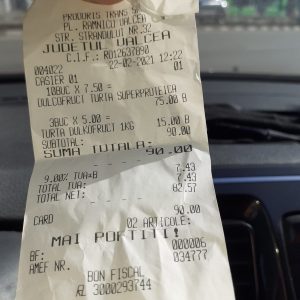 PRODVORIS TRANS
PL. RAMNICU VALCEA
STR. STRANDULUI NR.32
JUDETUL VALCEA
C.I.F.: RO12637890
004022 22-02-2021 12:22
CASIER 01 01
10BUC X 7.50 =
DULCOFRUCT TURTA SUPERPROTEICA
75.00 B
3BUC X 5.00 = 15.00 B
TURTA DULKOFRUCT 1KG
SUBTOTAL: 90.00
SUMA TOTALA: 90.00
9.00% TVA=B 7.43
TOTAL TVA: 7.43
TOTAL NET: 82.57
CARD 90.00
02 ARTICOLE:
MAI POFTITI!
BF: 000006
AMEF NR. 034777
BON FISCAL
3000293744